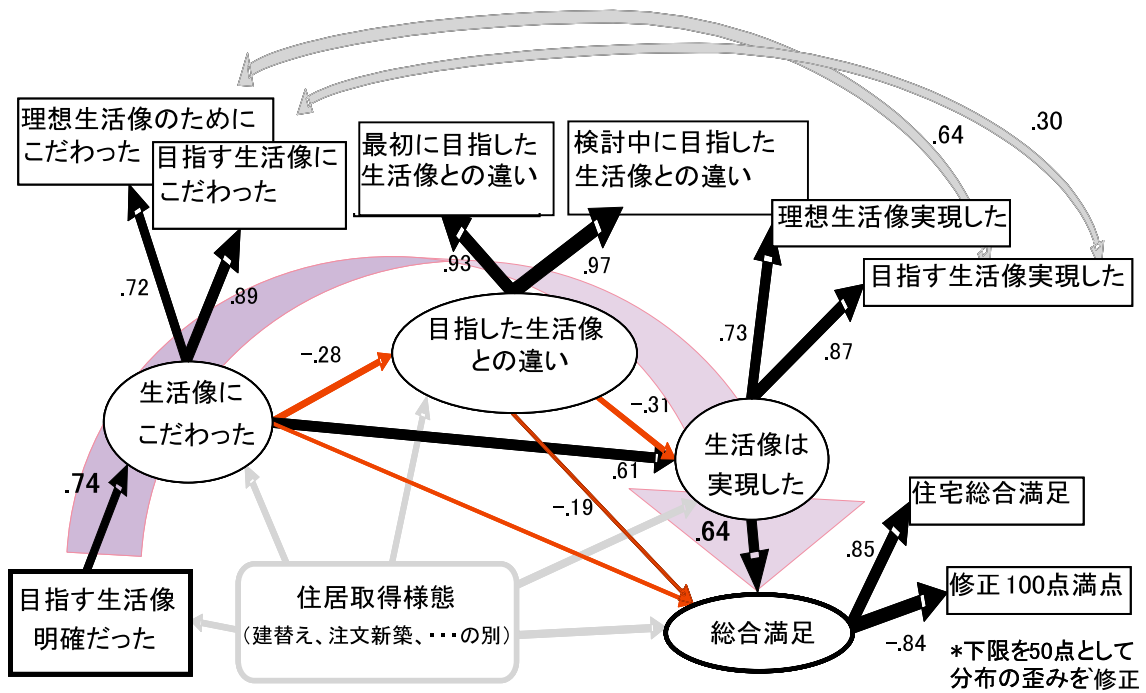 .64
.30
理想生活像のために
こだわった
目指す生活像に
こだわった
最初に目指した
生活像との違い
検討中に目指した
生活像との違い
理想生活像実現した
目指す生活像実現した
.72
.89
.93
.97
.73
.87
目指した生活像
との違い
-.28
-.31
生活像に
こだわった
生活像は
実現した
.61
.74
-.19
.64
住宅総合満足
.85
修正100点満点
-.84
目指す生活像
明確だった
住居取得様態
(建替え、注文新築、・・・の別)
総合満足
*下限を50点として
分布の歪みを修正